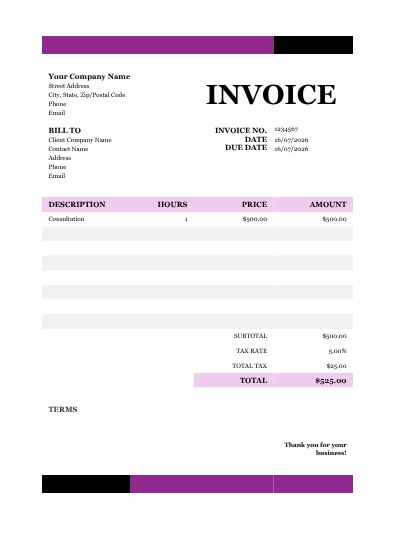 Your Company Name
Street Address
City, State, Zip/Postal Code
Phone
Email
INVOICE
BILL TO
Client Company Name
Contact Name
Address
Phone
Email
INVOICE NO. 1234567
DATE 16/07/2026
DUE DATE 16/07/2026
DESCRIPTION HOURS PRICE AMOUNT
Consultation 1 $500.00 $500.00
SUBTOTAL $500.00
TAX RATE 5.00%
TOTAL TAX $25.00
TOTAL $525.00
TERMS
Thank you for your
business!